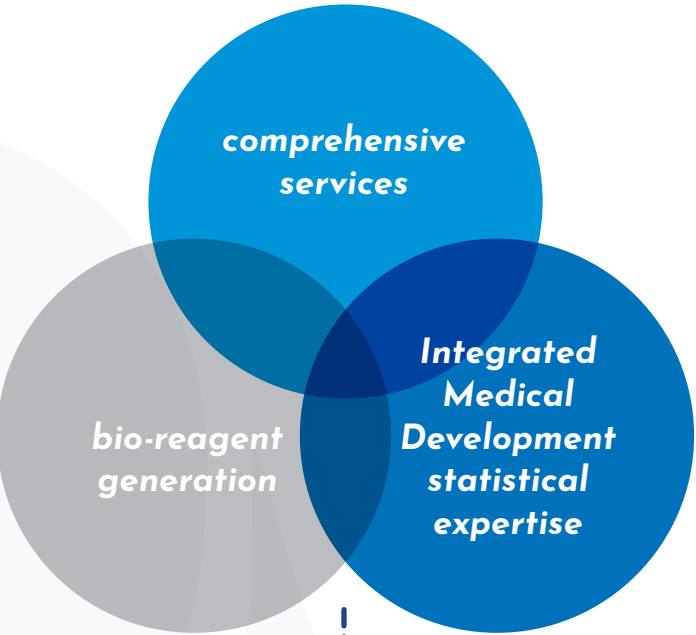 comprehensive
services
bio-reagent
generation
Integrated
Medical
Development
statistical
expertise